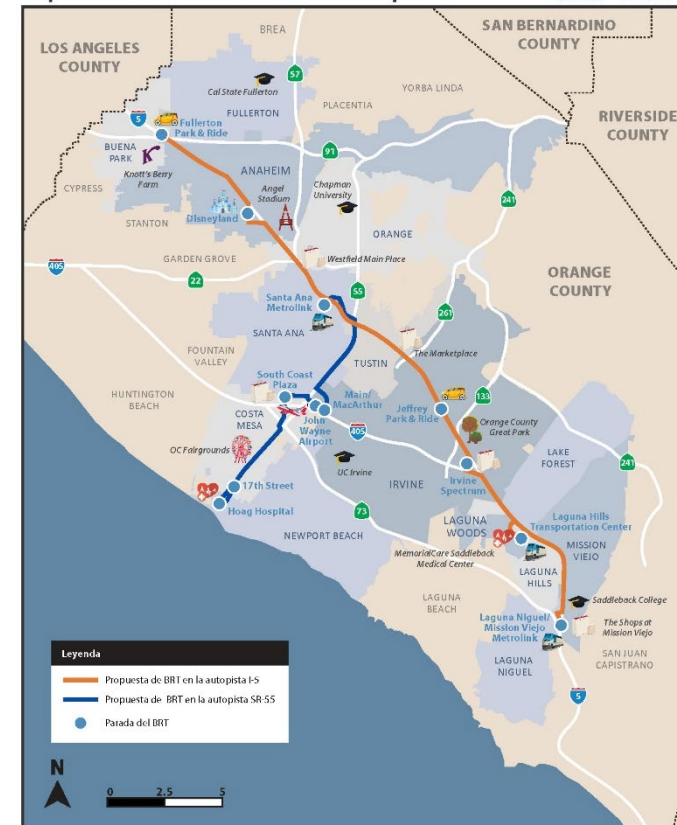 BREA
SAN BERNARDINO
COUNTY
LOS ANGELES
COUNTY
57
Cal State Fullerton
YORBA LINDA
FULLERTON
PLACENTIA
RIVERSIDE
COUNTY
5
Fullerton
Park & Ride
BUENA
PARK
K
Knott's Berry
Farm
91
ANAHEIM
Chapman
University
CYPRESS
Angel
Stadium
241
STANTON
Disneyland
ORANGE
GARDEN GROVE
Westfield Main Place
405
22
ORANGE
COUNTY
55
Santa Ana
Metrolink
261
SANTA ANA
TUSTIN
The Marketplace
FOUNTAIN
VALLEY
South Coast
Plaza
133
HUNTINGTON
BEACH
Main/
MacArthur
Jeffrey
Park & Ride
COSTA
MESA
John
Wayne
Airport
405
Orange County
Great Park
OC Fairgrounds
LAKE
FOREST
241
UC Irvine
IRVINE
Irvine
Spectrum
17th Street
Hoag Hospital
73
LAGUNA
WOODS
Laguna Hills
Transportation Center
NEWPORT BEACH
MISSION
VIEJO
MemorialCare Saddleback
Medical Center
LAGUNA
HILLS
LAGUNA
BEACH
Saddleback College
Laguna Niguel/
Mission Viejo
Metrolink
The Shops at
Mission Viejo
SAN JUAN
CAPISTRANO
LAGUNA
NIGUEL
5
Leyenda
Propuesta de BRT en la autopista I-5
Propuesta de BRT en la autopista SR-55
Parada del BRT
N
0 2.5 5